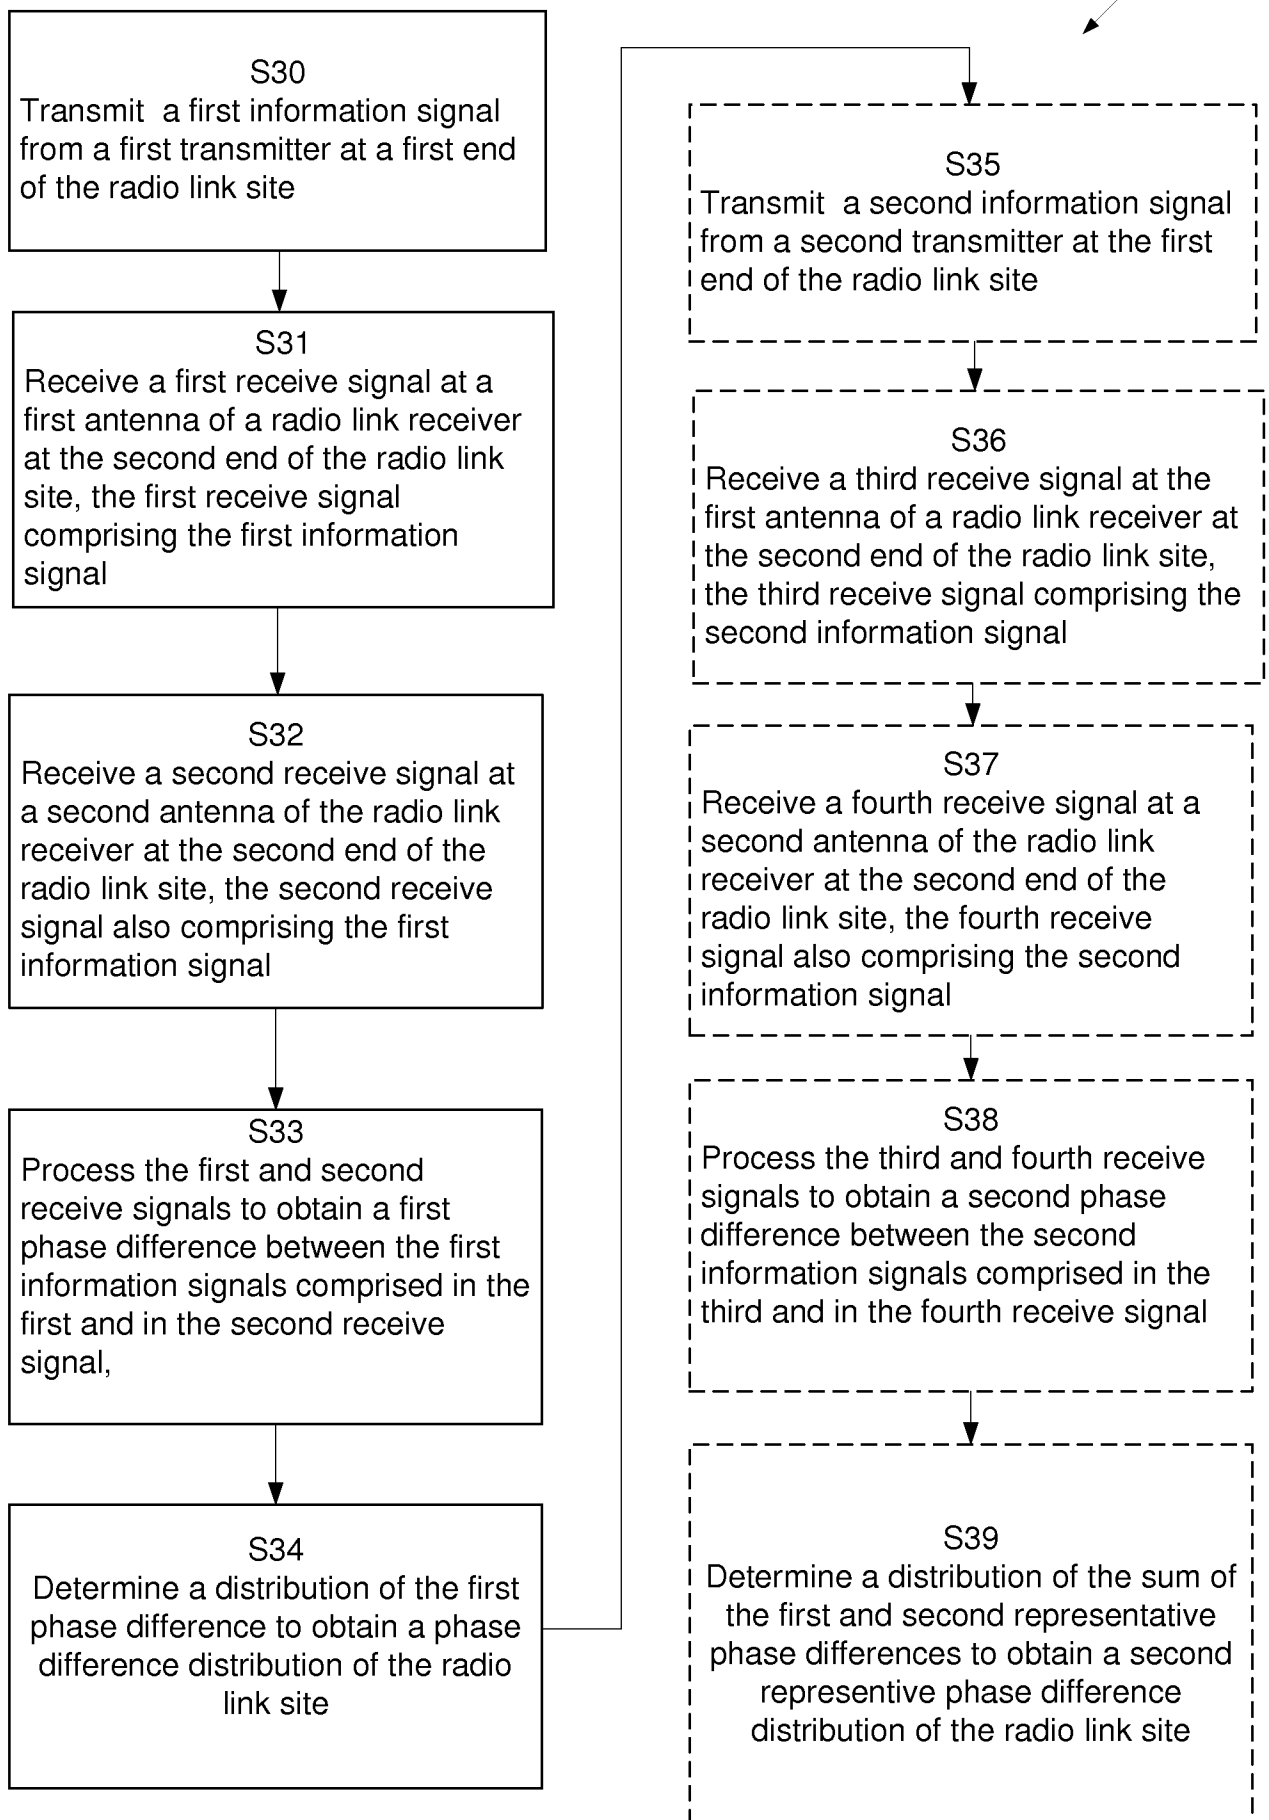 S30
Transmit  a first information signal
from a first transmitter at a first end
of the radio link site
S31
Receive a first receive signal at a
first antenna of a radio link receiver
at the second end of the radio link
site, the first receive signal
comprising the first information
signal
S32
Receive a second receive signal at
a second antenna of the radio link
receiver at the second end of the
radio link site, the second receive
signal also comprising the first
information signal
S33
Process the first and second
receive signals to obtain a first
phase difference between the first
information signals comprised in the
first and in the second receive
signal,
S34
Determine a distribution of the first
phase difference to obtain a phase
difference distribution of the radio
link site
S35
Transmit  a second information signal
from a second transmitter at the first
end of the radio link site
S36
Receive a third receive signal at the
first antenna of a radio link receiver at
the second end of the radio link site,
the third receive signal comprising the
second information signal
S37
Receive a fourth receive signal at a
second antenna of the radio link
receiver at the second end of the
radio link site, the fourth receive
signal also comprising the second
information signal
S38
Process the third and fourth receive
signals to obtain a second phase
difference between the second
information signals comprised in the
third and in the fourth receive signal
S39
Determine a distribution of the sum of
the first and second representative
phase differences to obtain a second
representive phase difference
distribution of the radio link site